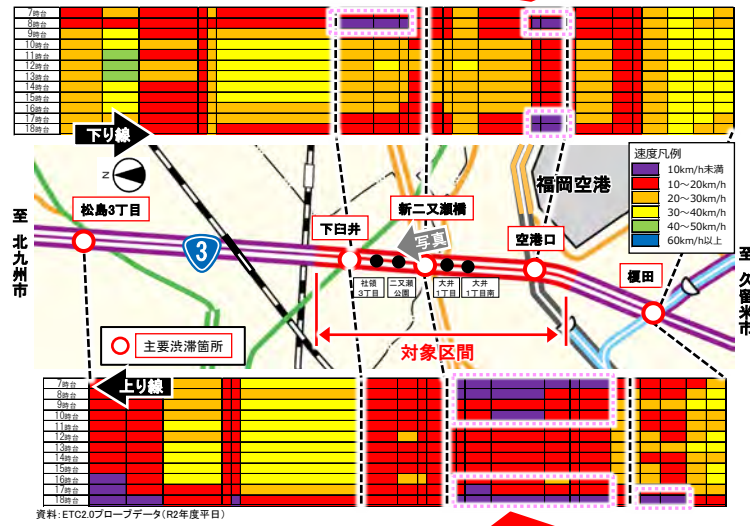 7時台
8時台
9時台
10時台
11時台
12時台
13時台
14時台
15時台
16時台
17時台
18時台
下り線
速度凡例
10km/h未満
10～20km/h
20～30km/h
30～40km/h
40～50km/h
60km/h以上
N
福岡空港
至 北九州市
松島3丁目
3
下臼井
新二又瀬橋
写真
空港口
榎田
至 久留米市
社領
3丁目
二又瀬
公園
大井
1丁目
大井
1丁目南
主要渋滞箇所
対象区間
上り線
7時台
8時台
9時台
10時台
11時台
12時台
13時台
14時台
15時台
16時台
17時台
18時台
資料：ETC2.0プローブデータ（R2年度平日）